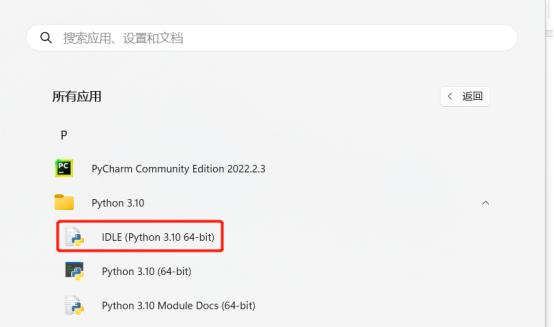 搜索应用、设置和文档
所有应用
返回
P
PC
PyCharm Community Edition 2022.2.3
Python 3.10
IDLE (Python 3.10 64-bit)
Python 3.10 (64-bit)
Python 3.10 Module Docs (64-bit)